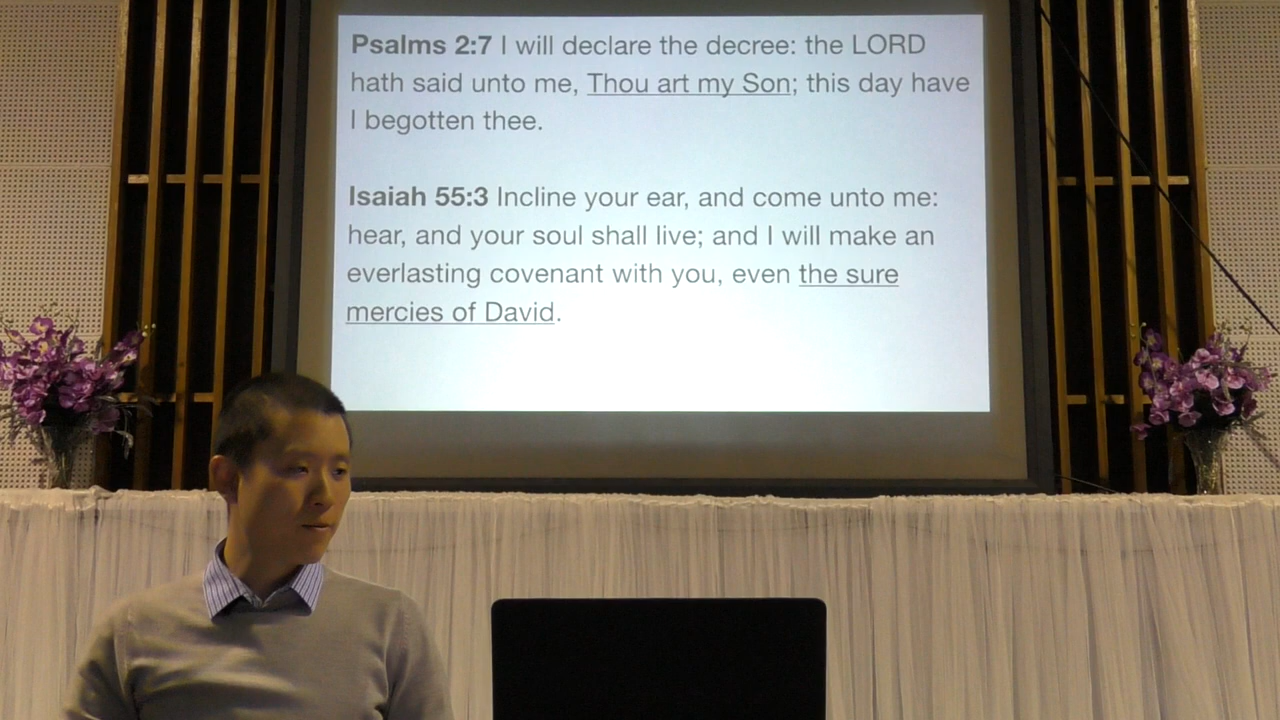 Psalms 2:7 I will declare the decree: the LORD
hath said unto me, Thou art my Son; this day have
I begotten thee.
Isaiah 55:3 Incline your ear, and come unto me:
hear, and your soul shall live; and I will make an
everlasting covenant with you, even the sure
mercies of David.